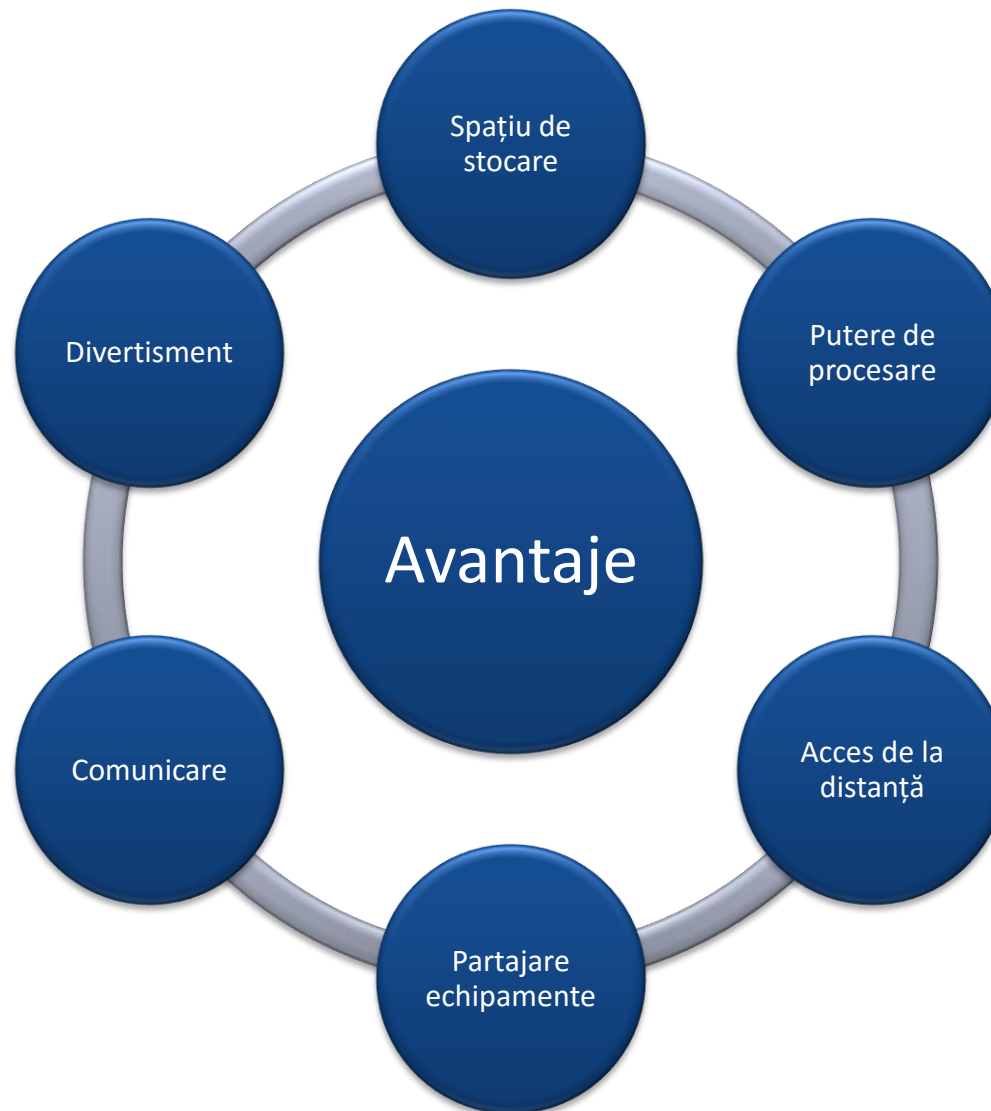 Spațiu de
stocare
Putere de
procesare
Acces de la
distanță
Partajare
echipamente
Comunicare
Divertisment
Avantaje